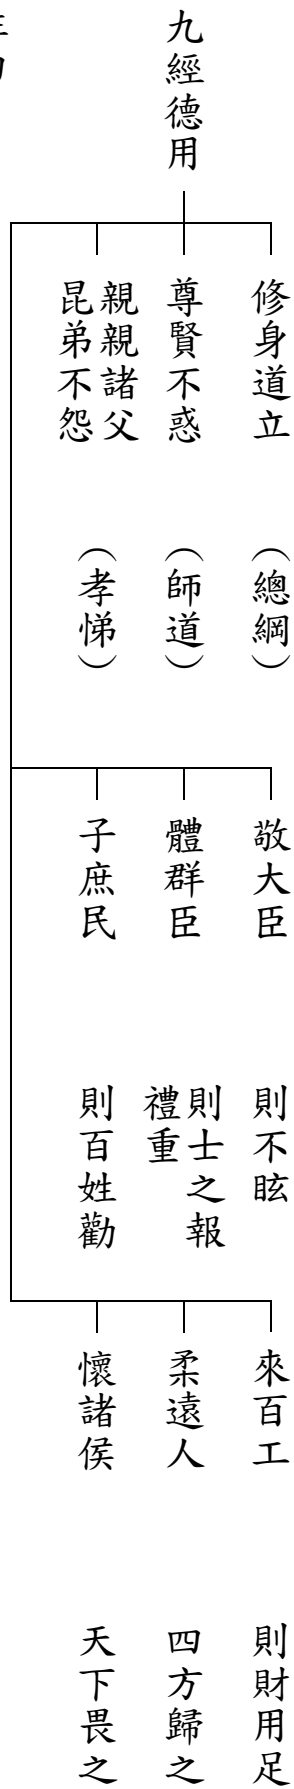 九經德用
修身道立
（總綱）
尊賢不惑
（師道）
親親諸父
昆弟不怨
（孝悌）
敬大臣
則不眩
體群臣
則士之報
禮重
子庶民
則百姓勸
來百工
則財用足
柔遠人
四方歸之
懷諸侯
天下畏之